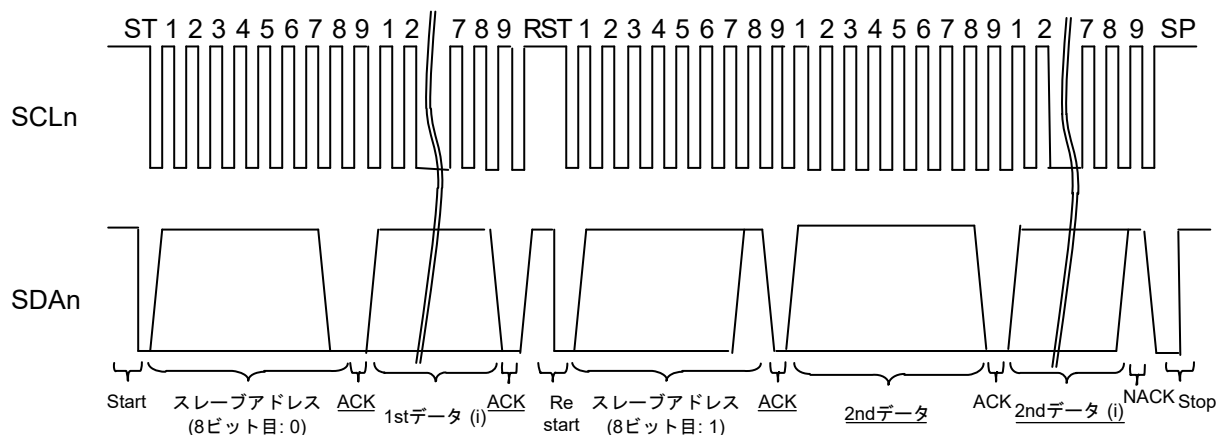 ST 1 2 3 4 5 6 7 8 9 1 2 7 8 9 RST 1 2 3 4 5 6 7 8 9 1 2 3 4 5 6 7 8 9 1 2 7 8 9 SP
SCLn
SDAn
Start
スレーブアドレス
(8ビット目: 0)
ACK
1stデータ (i)
ACK
Re
start
スレーブアドレス
(8ビット目: 1)
ACK
2ndデータ
ACK
2ndデータ (i)
NACK
Stop